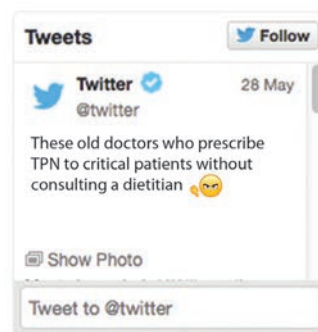 Tweets
Follow
Twitter
28 May
@twitter
These old doctors who prescribe
TPN to critical patients without
consulting a dietitian
Show Photo
Tweet to @twitter